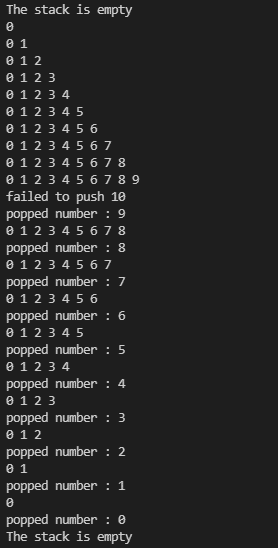 The stack is empty
0
0 1
0 1 2
0 1 2 3
0 1 2 3 4
0 1 2 3 4 5
0 1 2 3 4 5 6
0 1 2 3 4 5 6 7
0 1 2 3 4 5 6 7 8
0 1 2 3 4 5 6 7 8 9
failed to push 10
popped number : 9
0 1 2 3 4 5 6 7 8
popped number : 8
0 1 2 3 4 5 6 7
popped number : 7
0 1 2 3 4 5 6
popped number : 6
0 1 2 3 4 5
popped number : 5
0 1 2 3 4
popped number : 4
0 1 2 3
popped number : 3
0 1 2
popped number : 2
0 1
popped number : 1
0
popped number : 0
The stack is empty